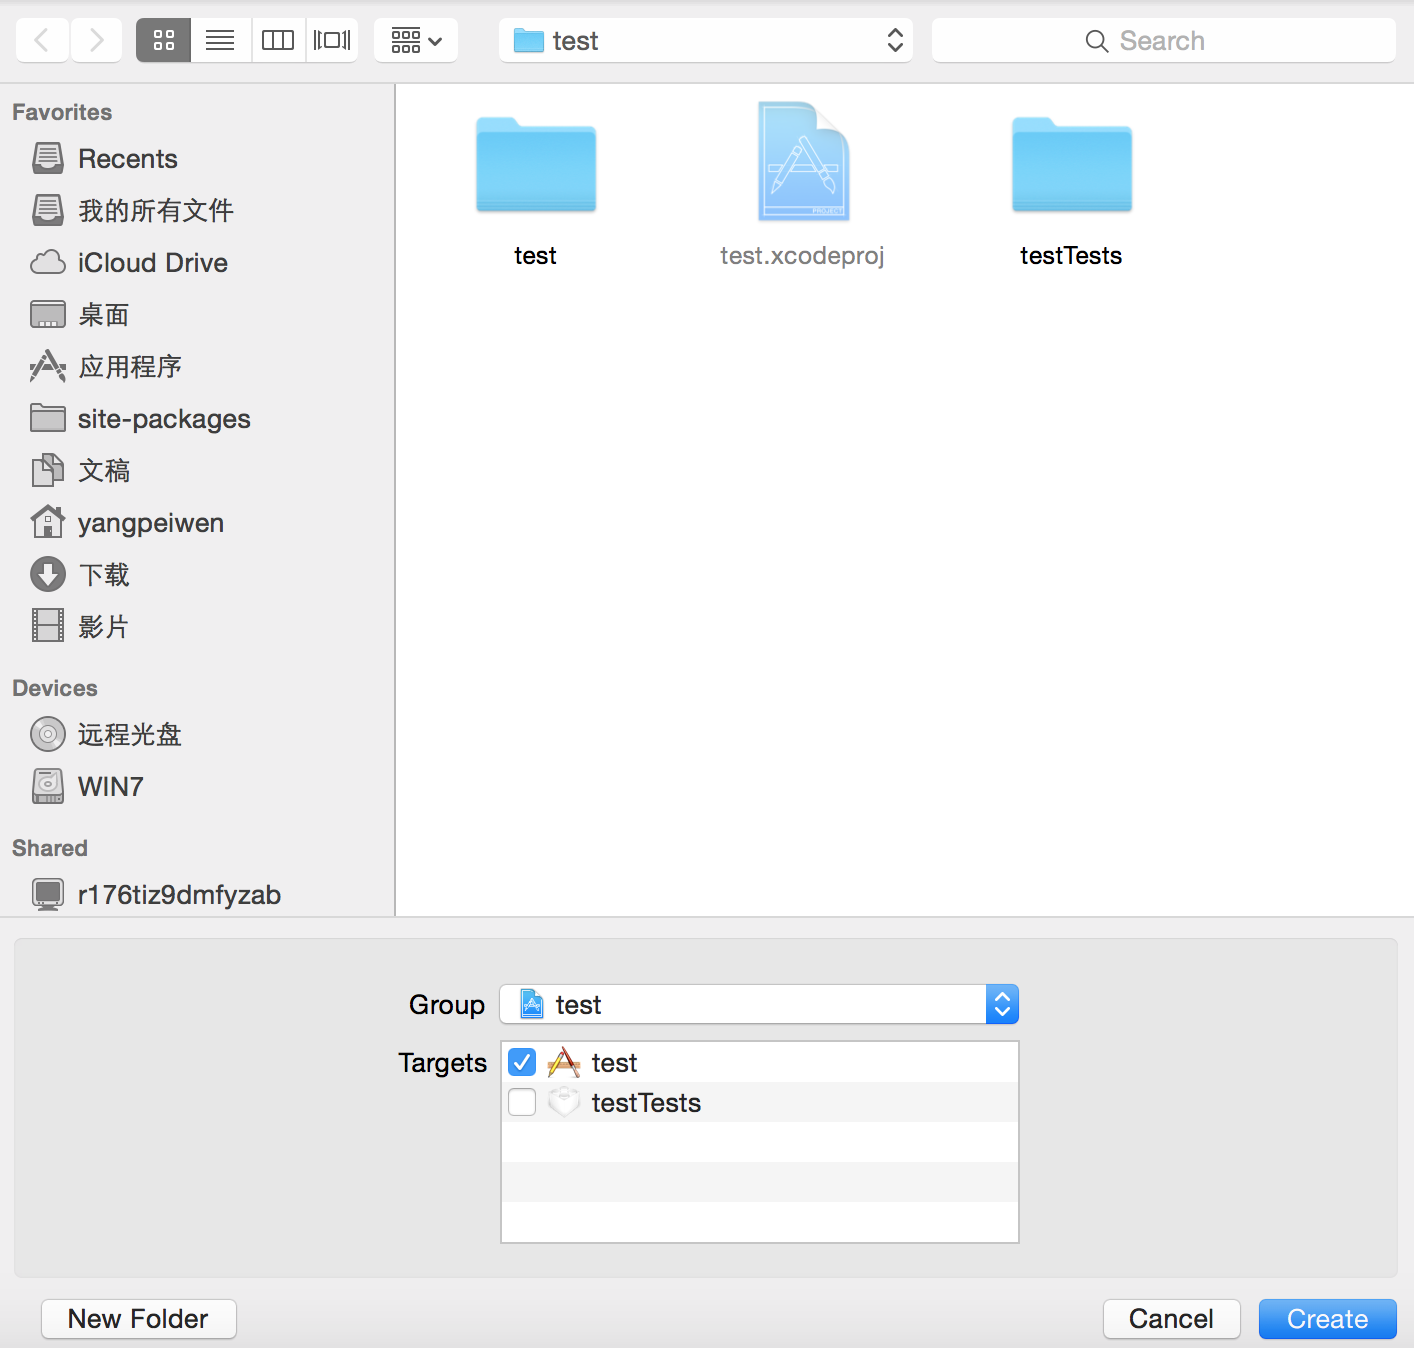 test
Search
Favorites
Recents
我的所有文件
iCloud Drive
桌面
应用程序
site-packages
文稿
yangpeiwen
下载
影片
Devices
远程光盘
WIN7
Shared
r176tiz9dmfyzab
PROJECT
test
test.xcodeproj
testTests
Group
test
Targets
test
testTests
New Folder
Cancel
Create